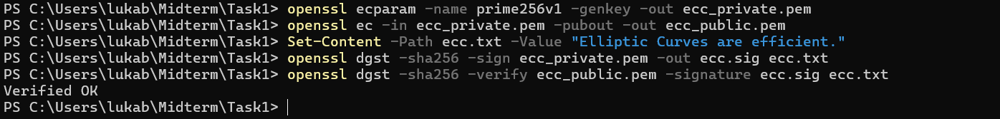 PS C:\Users\lukab\Midterm\Task1> openssl ecparam -name prime256v1 -genkey -out ecc_private.pem
PS C:\Users\lukab\Midterm\Task1> openssl ec -in ecc_private.pem -pubout -out ecc_public.pem
PS C:\Users\lukab\Midterm\Task1> Set-Content -Path ecc.txt -Value "Elliptic Curves are efficient."
PS C:\Users\lukab\Midterm\Task1> openssl dgst -sha256 -sign ecc_private.pem -out ecc.sig ecc.txt
PS C:\Users\lukab\Midterm\Task1> openssl dgst -sha256 -verify ecc_public.pem -signature ecc.sig ecc.txt
Verified OK
PS C:\Users\lukab\Midterm\Task1>